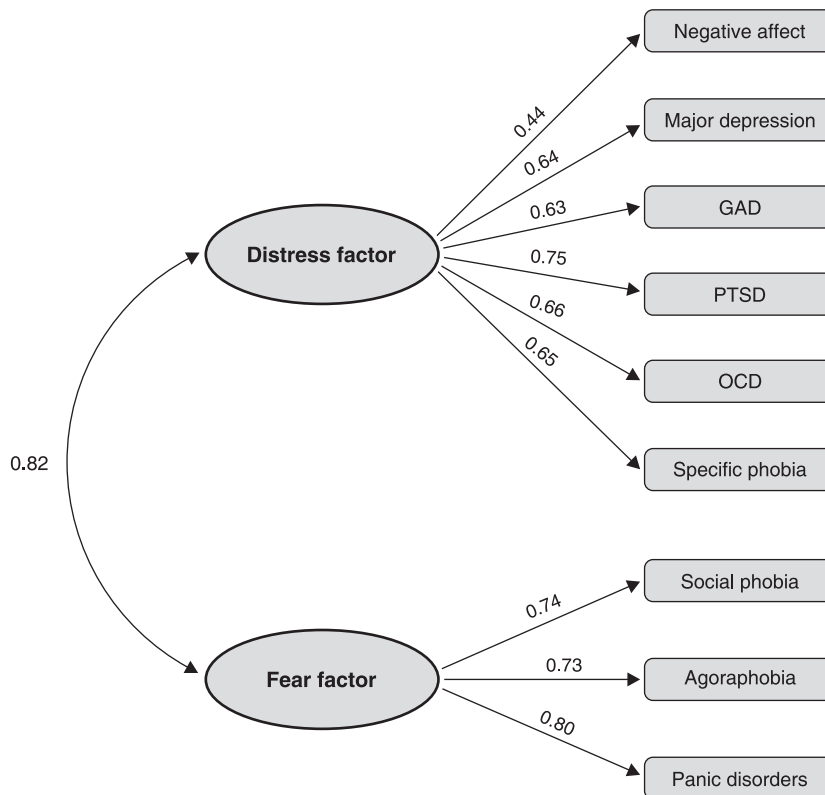 Negative affect
0.44
Major depression
0.64
GAD
0.63
Distress factor
0.75
PTSD
0.66
OCD
0.65
Specific phobia
0.82
Social phobia
0.74
Fear factor
0.73
Agoraphobia
0.80
Panic disorders